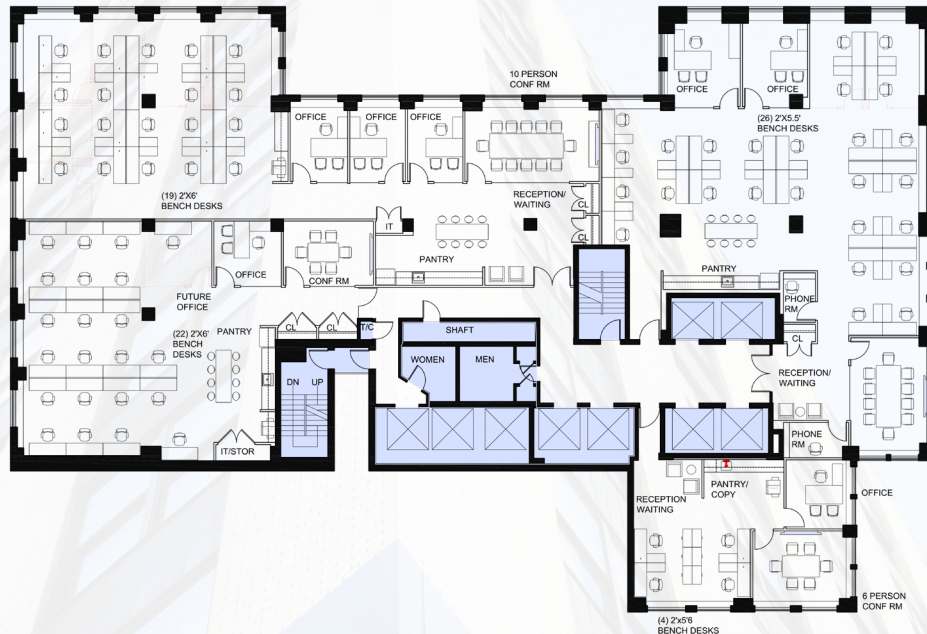 10 PERSON
CONF RM
OFFICE
OFFICE
OFFICE
OFFICE
OFFICE
(26) 2'X5.5'
BENCH DESKS
(19) 2'X6'
BENCH DESKS
RECEPTION/
WAITING
CL
CL
IT
PANTRY
OFFICE
CONF RM
PANTRY
FUTURE
OFFICE
PHONE
RM
(22) 2'X6'
BENCH
DESKS
PANTRY
CL
CL
T/C
SHAFT
CL
WOMEN
MEN
RECEPTION/
WAITING
DN
UP
IT/STOR
PHONE
RM
RECEPTION
WAITING
PANTRY/
COPY
OFFICE
6 PERSON
CONF RM
(4) 2'x5'6
BENCH DESKS